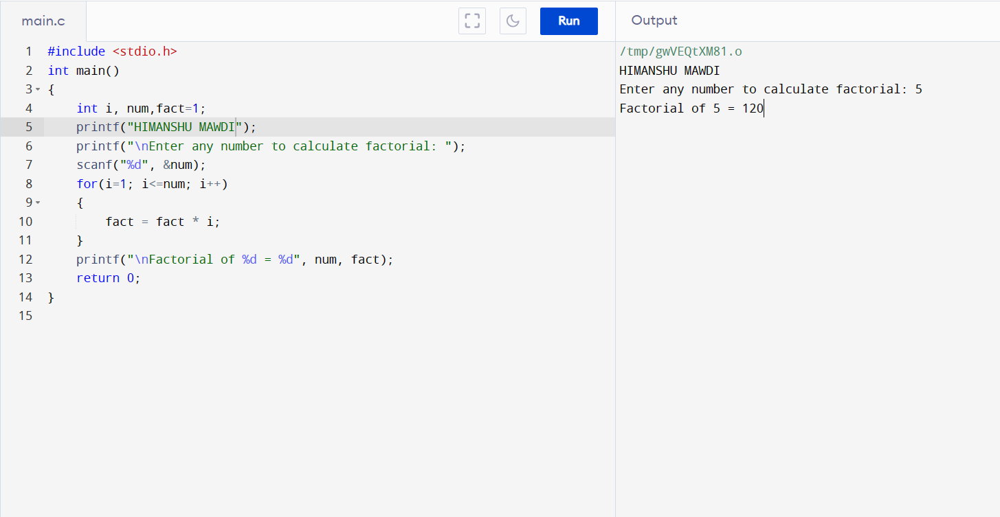 main.c
Run
1 #include <stdio.h>
2 int main()
3 {
4     int i, num,fact=1;
5     printf("HIMANSHU MAWDI");
6     printf("\nEnter any number to calculate factorial: ");
7     scanf("%d", &num);
8     for(i=1; i<=num; i++)
9     {
10         fact = fact * i;
11     }
12     printf("\nFactorial of %d = %d", num, fact);
13     return 0;
14 }
15
Output
/tmp/gwVEQtXM81.o
HIMANSHU MAWDI
Enter any number to calculate factorial: 5
Factorial of 5 = 120